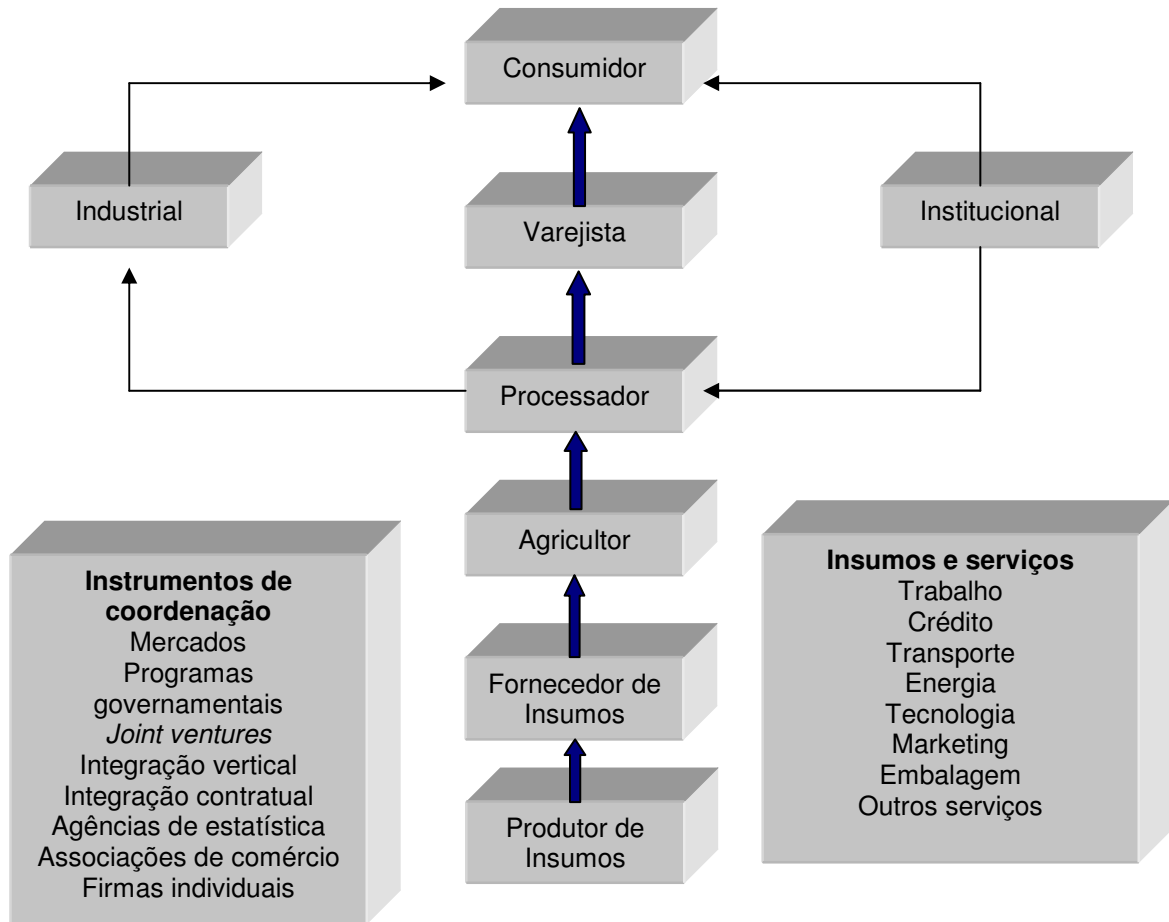 Consumidor
Industrial
Varejista
Institucional
Processador
Agricultor
Fornecedor de
Insumos
Produtor de
Insumos
Instrumentos de
coordenação
Mercados
Programas
governamentais
Joint ventures
Integração vertical
Integração contratual
Agências de estatística
Associações de comércio
Firmas individuais
Insumos e serviços
Trabalho
Crédito
Transporte
Energia
Tecnologia
Marketing
Embalagem
Outros serviços